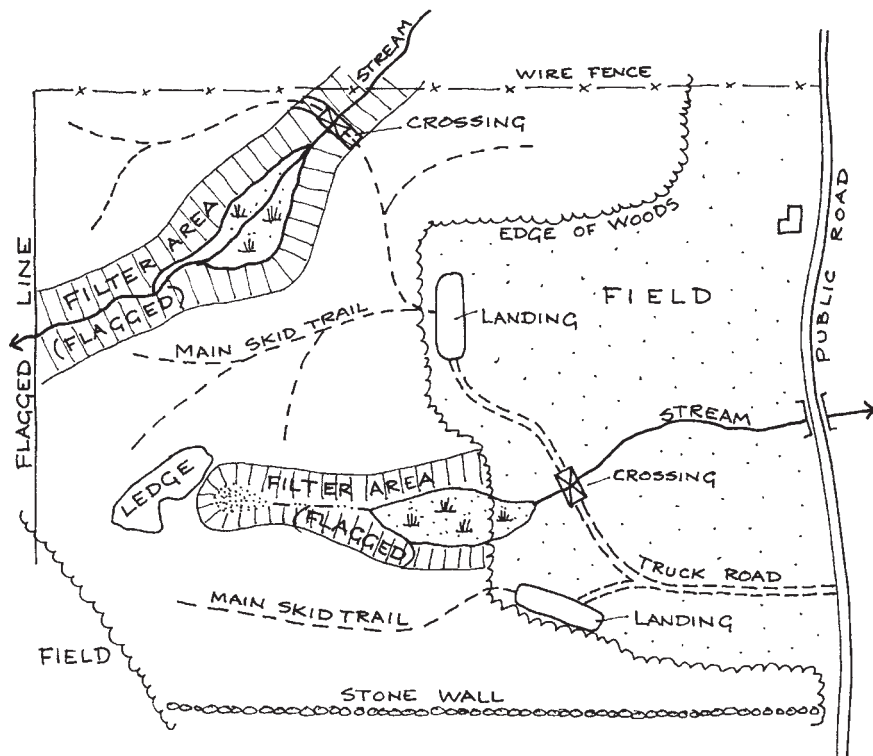 STREAM
WIRE FENCE
CROSSING
EDGE OF WOODS
FILTER AREA
(FLAGGED)
FLAGGED LINE
FIELD
LANDING
PUBLIC ROAD
MAIN SKID TRAIL
STREAM
LEDGE
FILTER AREA
(FLAGGED)
CROSSING
TRUCK ROAD
MAIN SKID TRAIL
LANDING
FIELD
STONE WALL